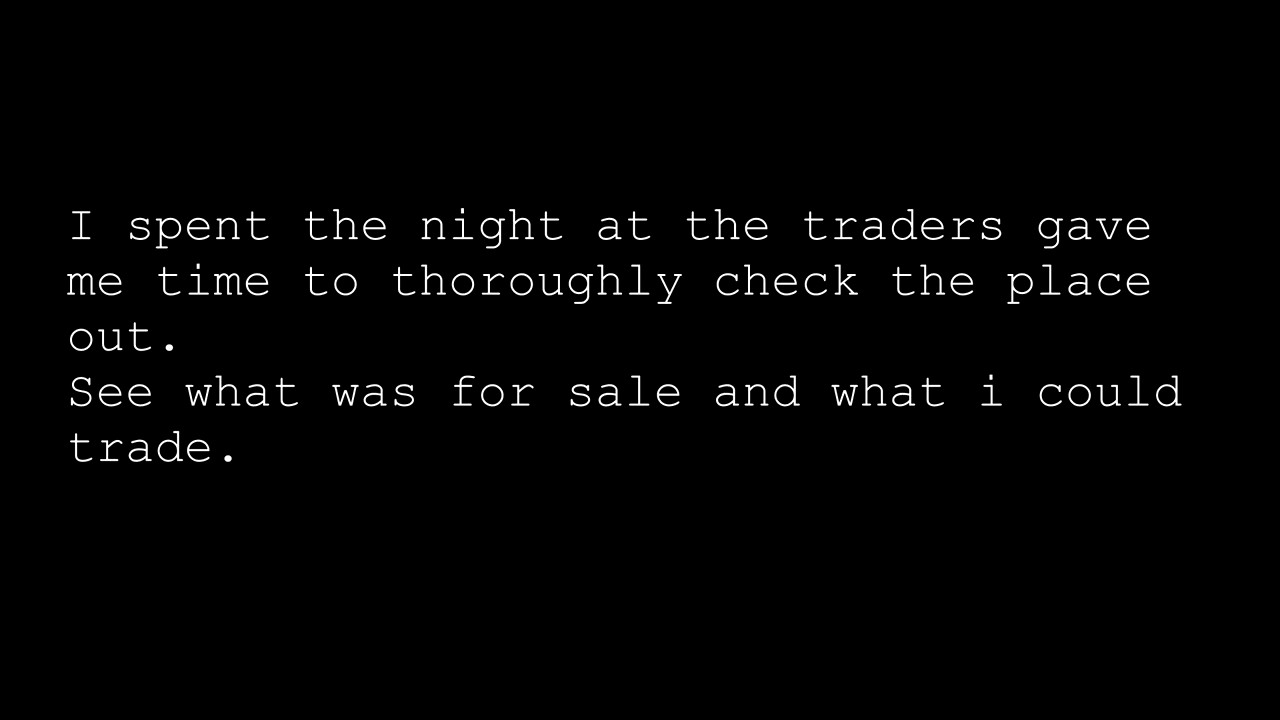 I spent the night at the traders gave
me time to thoroughly check the place
out.
See what was for sale and what i could
trade.